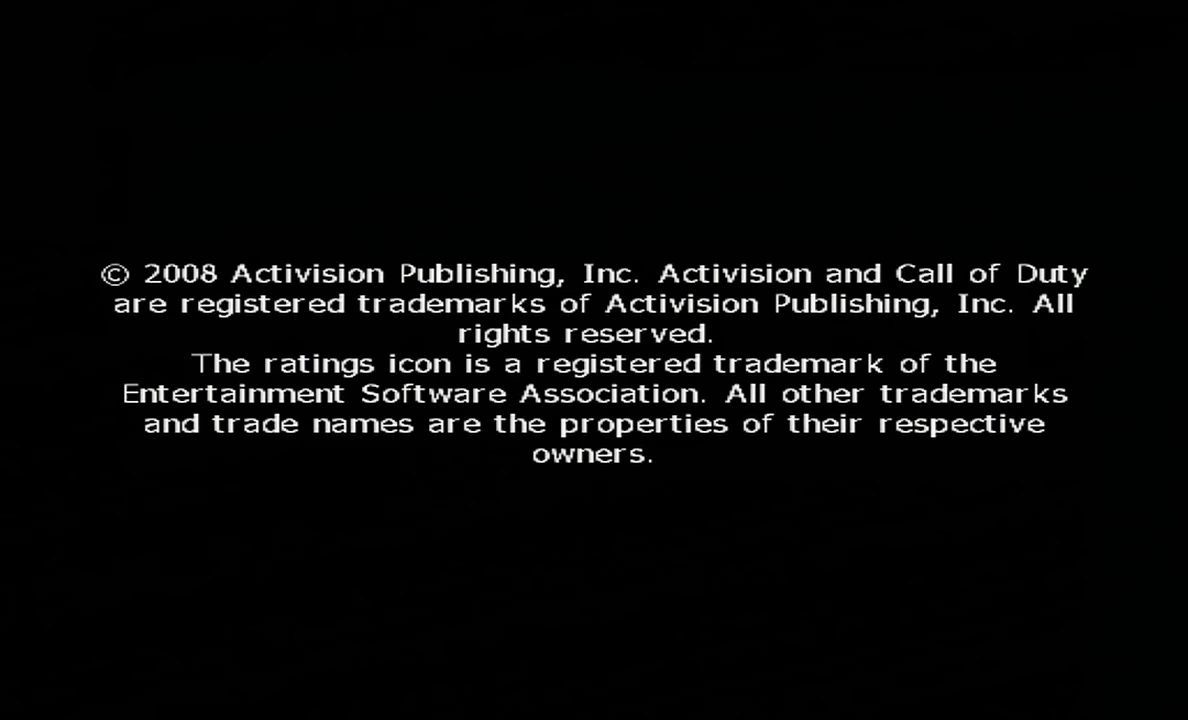 © 2008 Activision Publishing, Inc. Activision and Call of Duty
are registered trademarks of Activision Publishing, Inc. All
rights reserved.
The ratings icon is a registered trademark of the
Entertainment Software Association. All other trademarks
and trade names are the properties of their respective
owners.